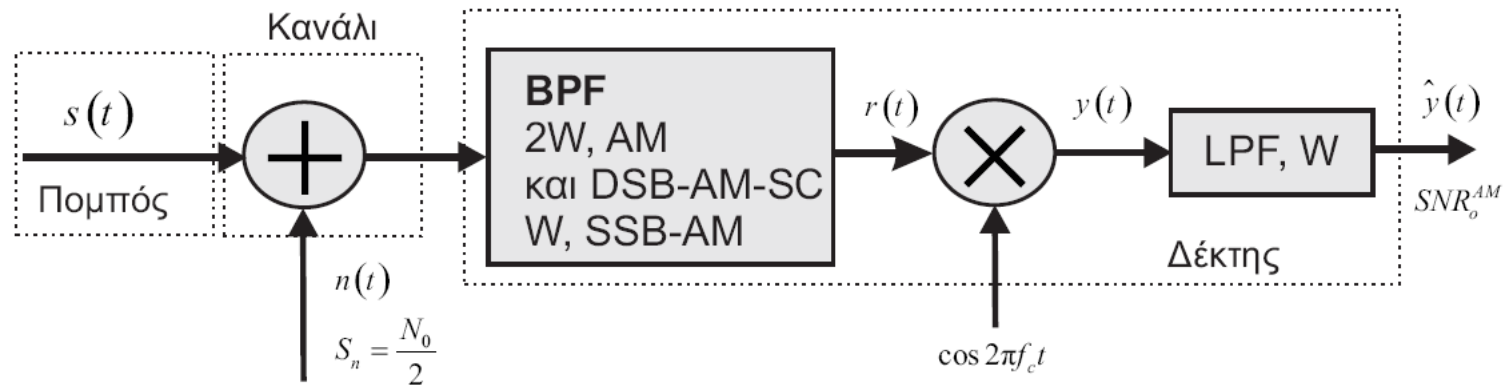 Κανάλι
s(t)
Πομπός
n(t)
S_n = N_0/2
BPF
2W, AM
και DSB-AM-SC
W, SSB-AM
r(t)
cos 2πf_c t
y(t)
LPF, W
ŷ(t)
SNR_o^{AM}
Δέκτης